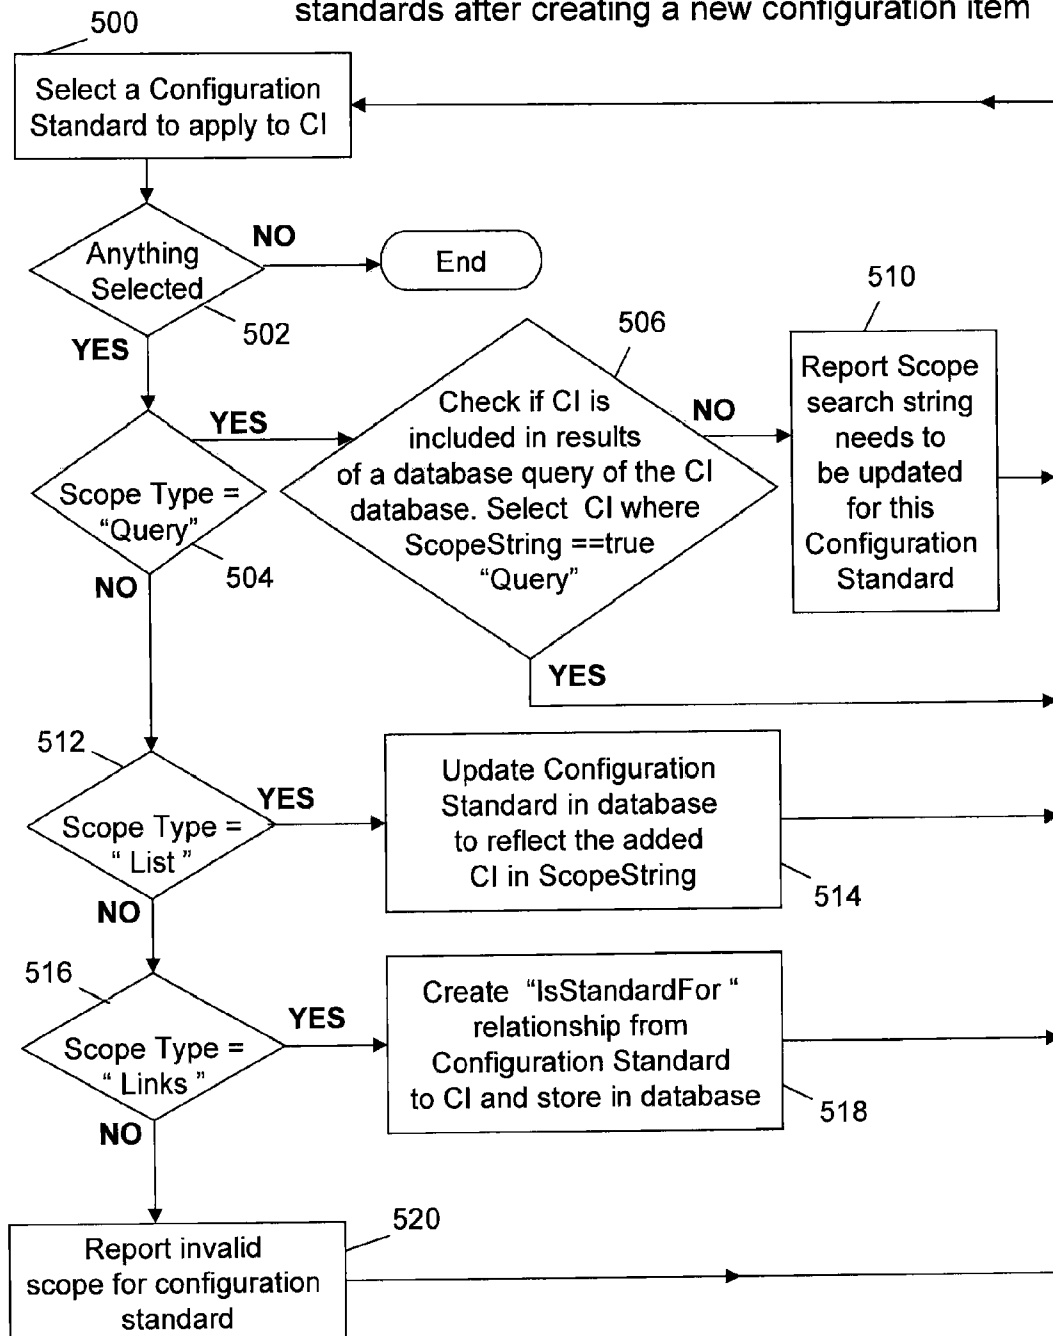 standards after creating a new configuration item
500
Select a Configuration
Standard to apply to CI
Anything
Selected
NO
End
502
YES
510
506
Report Scope
search string
needs to
be updated
for this
Configuration
Standard
Check if CI is
included in results
of a database query of the CI
database. Select CI where
ScopeString ==true
“Query”
NO
YES
Scope Type =
“Query”
504
NO
YES
512
Scope Type =
“ List ”
YES
Update Configuration
Standard in database
to reflect the added
CI in ScopeString
514
NO
516
Scope Type =
“ Links ”
YES
Create “IsStandardFor “
relationship from
Configuration Standard
to CI and store in database
518
NO
520
Report invalid
scope for configuration
standard